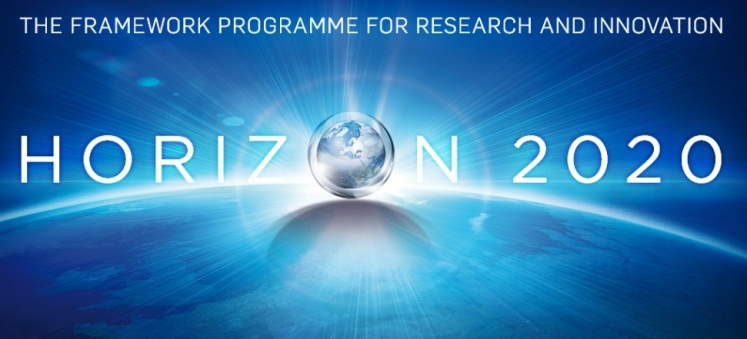 THE FRAMEWORK PROGRAMME FOR RESEARCH AND INNOVATION
HORIZON 2020